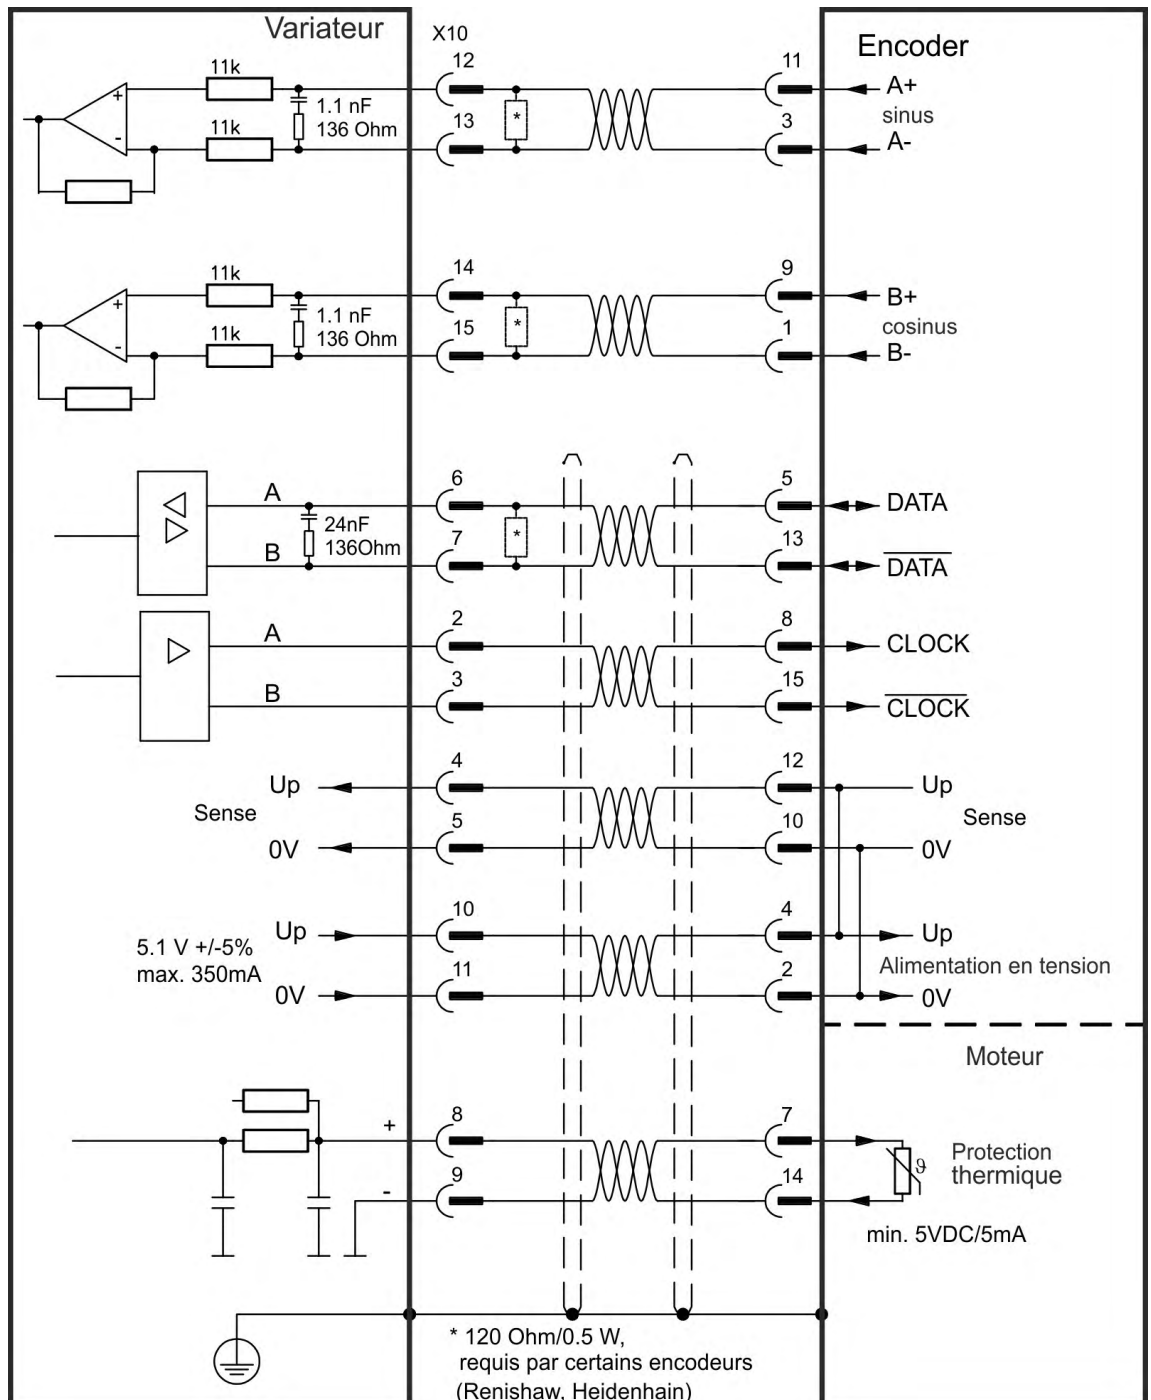 Variateur
X10
Encoder
11k
12
11
A+
1.1 nF
136 Ohm
*
sinus
11k
13
3
A-
+
-
11k
14
9
B+
1.1 nF
136 Ohm
*
cosinus
11k
15
1
B-
+
-
A
6
5
DATA
24nF
136Ohm
*
B
7
13
DATA
A
2
8
CLOCK
B
3
15
CLOCK
Up
4
12
Up
Sense
Sense
0V
5
10
0V
Up
10
4
Up
5.1 V +/-5%
max. 350mA
Alimentation en tension
0V
11
2
0V
Moteur
+
8
7
Protection
thermique
ϑ
-
9
14
min. 5VDC/5mA
* 120 Ohm/0.5 W,
requis par certains encodeurs
(Renishaw, Heidenhain)